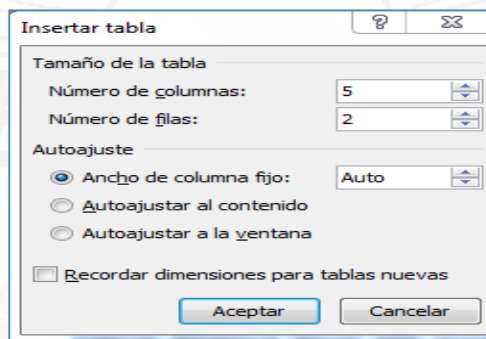 Insertar tabla
Tamaño de la tabla
Número de columnas: 5
Número de filas: 2
Autoajuste
Ancho de columna fijo: Auto
Autoajustar al contenido
Autoajustar a la ventana
Recordar dimensiones para tablas nuevas
Aceptar Cancelar